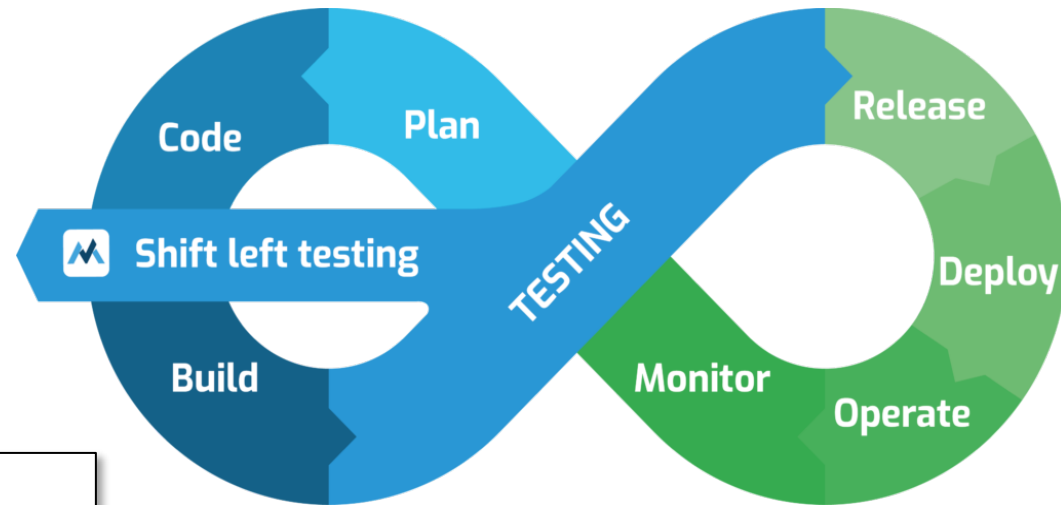 Plan
Code
Shift left testing
Build
TESTING
Release
Deploy
Operate
Monitor